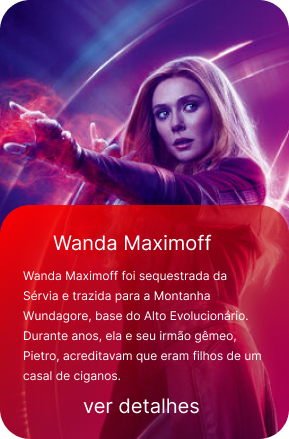 Wanda Maximoff
Wanda Maximoff foi sequestrada da
Sérvia e trazida para a Montanha
Wundagore, base do Alto Evolucionário.
Durante anos, ela e seu irmão gêmeo,
Pietro, acreditavam que eram filhos de um
casal de ciganos.
ver detalhes